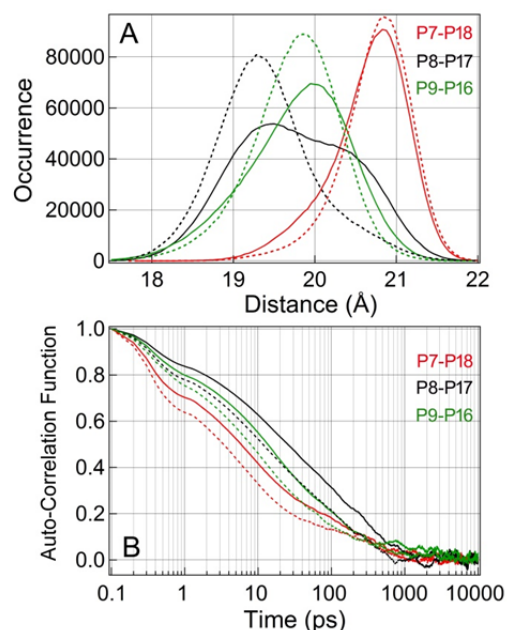 A
P7-P18
P8-P17
P9-P16
Occurrence
80000
60000
40000
20000
0
18
19
20
21
22
Distance (Å)
1.0
0.8
0.6
0.4
0.2
0.0
Auto-Correlation Function
P7-P18
P8-P17
P9-P16
B
0.1
1
10
100
1000
10000
Time (ps)